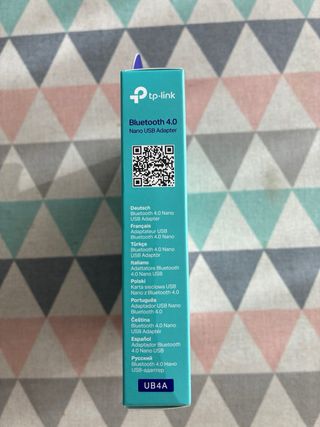 tp-link
Bluetooth 4.0
Nano USB Adapter
Deutsch
Bluetooth 4.0 Nano
USB Adapter
Français
Adaptateur USB
Bluetooth 4.0 Nano
Türkçe
Bluetooth 4.0 Nano
USB Adaptör
Italiano
Adattatore Bluetooth
4.0 Nano USB
Polski
Karta sieciowa USB
Nano z Bluetooth 4.0
Português
Adaptador USB Nano
Bluetooth 4.0
Čeština
Bluetooth 4.0 Nano
USB Adapter
Español
Adaptador Bluetooth
4.0 Nano USB
Русский
Bluetooth 4.0 Нано
USB-адаптер
UB4A